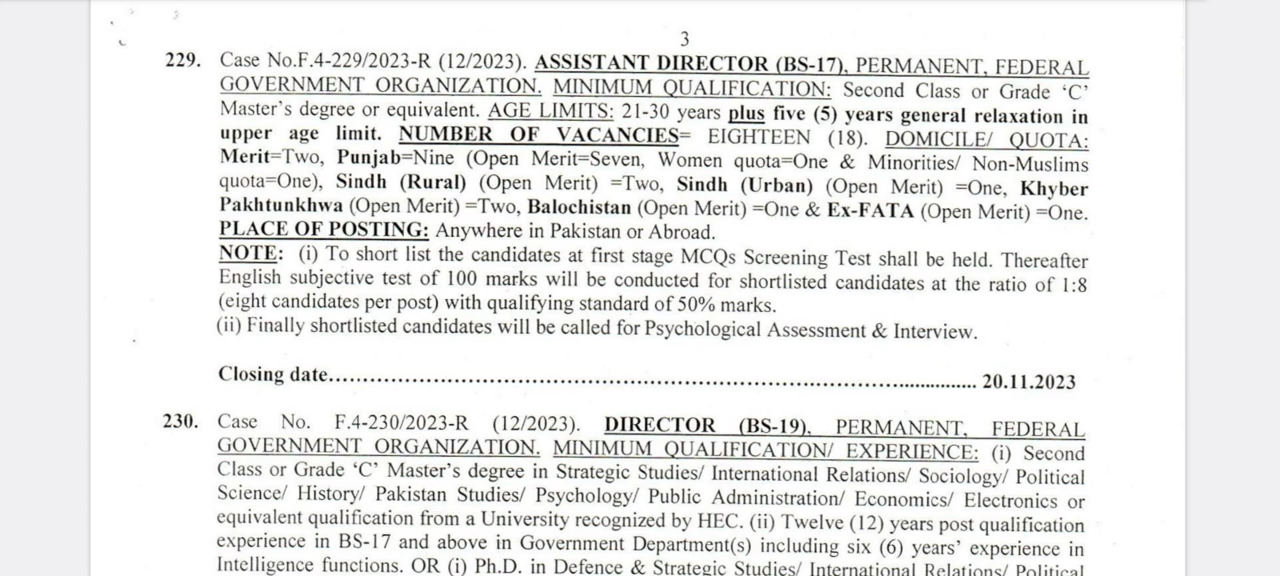 3
229. Case No.F.4-229/2023-R (12/2023). ASSISTANT DIRECTOR (BS-17), PERMANENT, FEDERAL
GOVERNMENT ORGANIZATION. MINIMUM QUALIFICATION: Second Class or Grade ‘C’
Master’s degree or equivalent. AGE LIMITS: 21-30 years plus five (5) years general relaxation in
upper age limit. NUMBER OF VACANCIES= EIGHTEEN (18). DOMICILE/ QUOTA:
Merit=Two, Punjab=Nine (Open Merit=Seven, Women quota=One & Minorities/ Non-Muslims
quota=One), Sindh (Rural) (Open Merit) =Two, Sindh (Urban) (Open Merit) =One, Khyber
Pakhtunkhwa (Open Merit) =Two, Balochistan (Open Merit) =One & Ex-FATA (Open Merit) =One.
PLACE OF POSTING: Anywhere in Pakistan or Abroad.
NOTE: (i) To short list the candidates at first stage MCQs Screening Test shall be held. Thereafter
English subjective test of 100 marks will be conducted for shortlisted candidates at the ratio of 1:8
(eight candidates per post) with qualifying standard of 50% marks.
(ii) Finally shortlisted candidates will be called for Psychological Assessment & Interview.
Closing date.................................................................................................. 20.11.2023
230. Case No. F.4-230/2023-R (12/2023). DIRECTOR (BS-19), PERMANENT, FEDERAL
GOVERNMENT ORGANIZATION. MINIMUM QUALIFICATION/ EXPERIENCE: (i) Second
Class or Grade ‘C’ Master’s degree in Strategic Studies/ International Relations/ Sociology/ Political
Science/ History/ Pakistan Studies/ Psychology/ Public Administration/ Economics/ Electronics or
equivalent qualification from a University recognized by HEC. (ii) Twelve (12) years post qualification
experience in BS-17 and above in Government Department(s) including six (6) years’ experience in
Intelligence functions. OR (i) Ph.D. in Defence & Strategic Studies/ International Relations/ Political